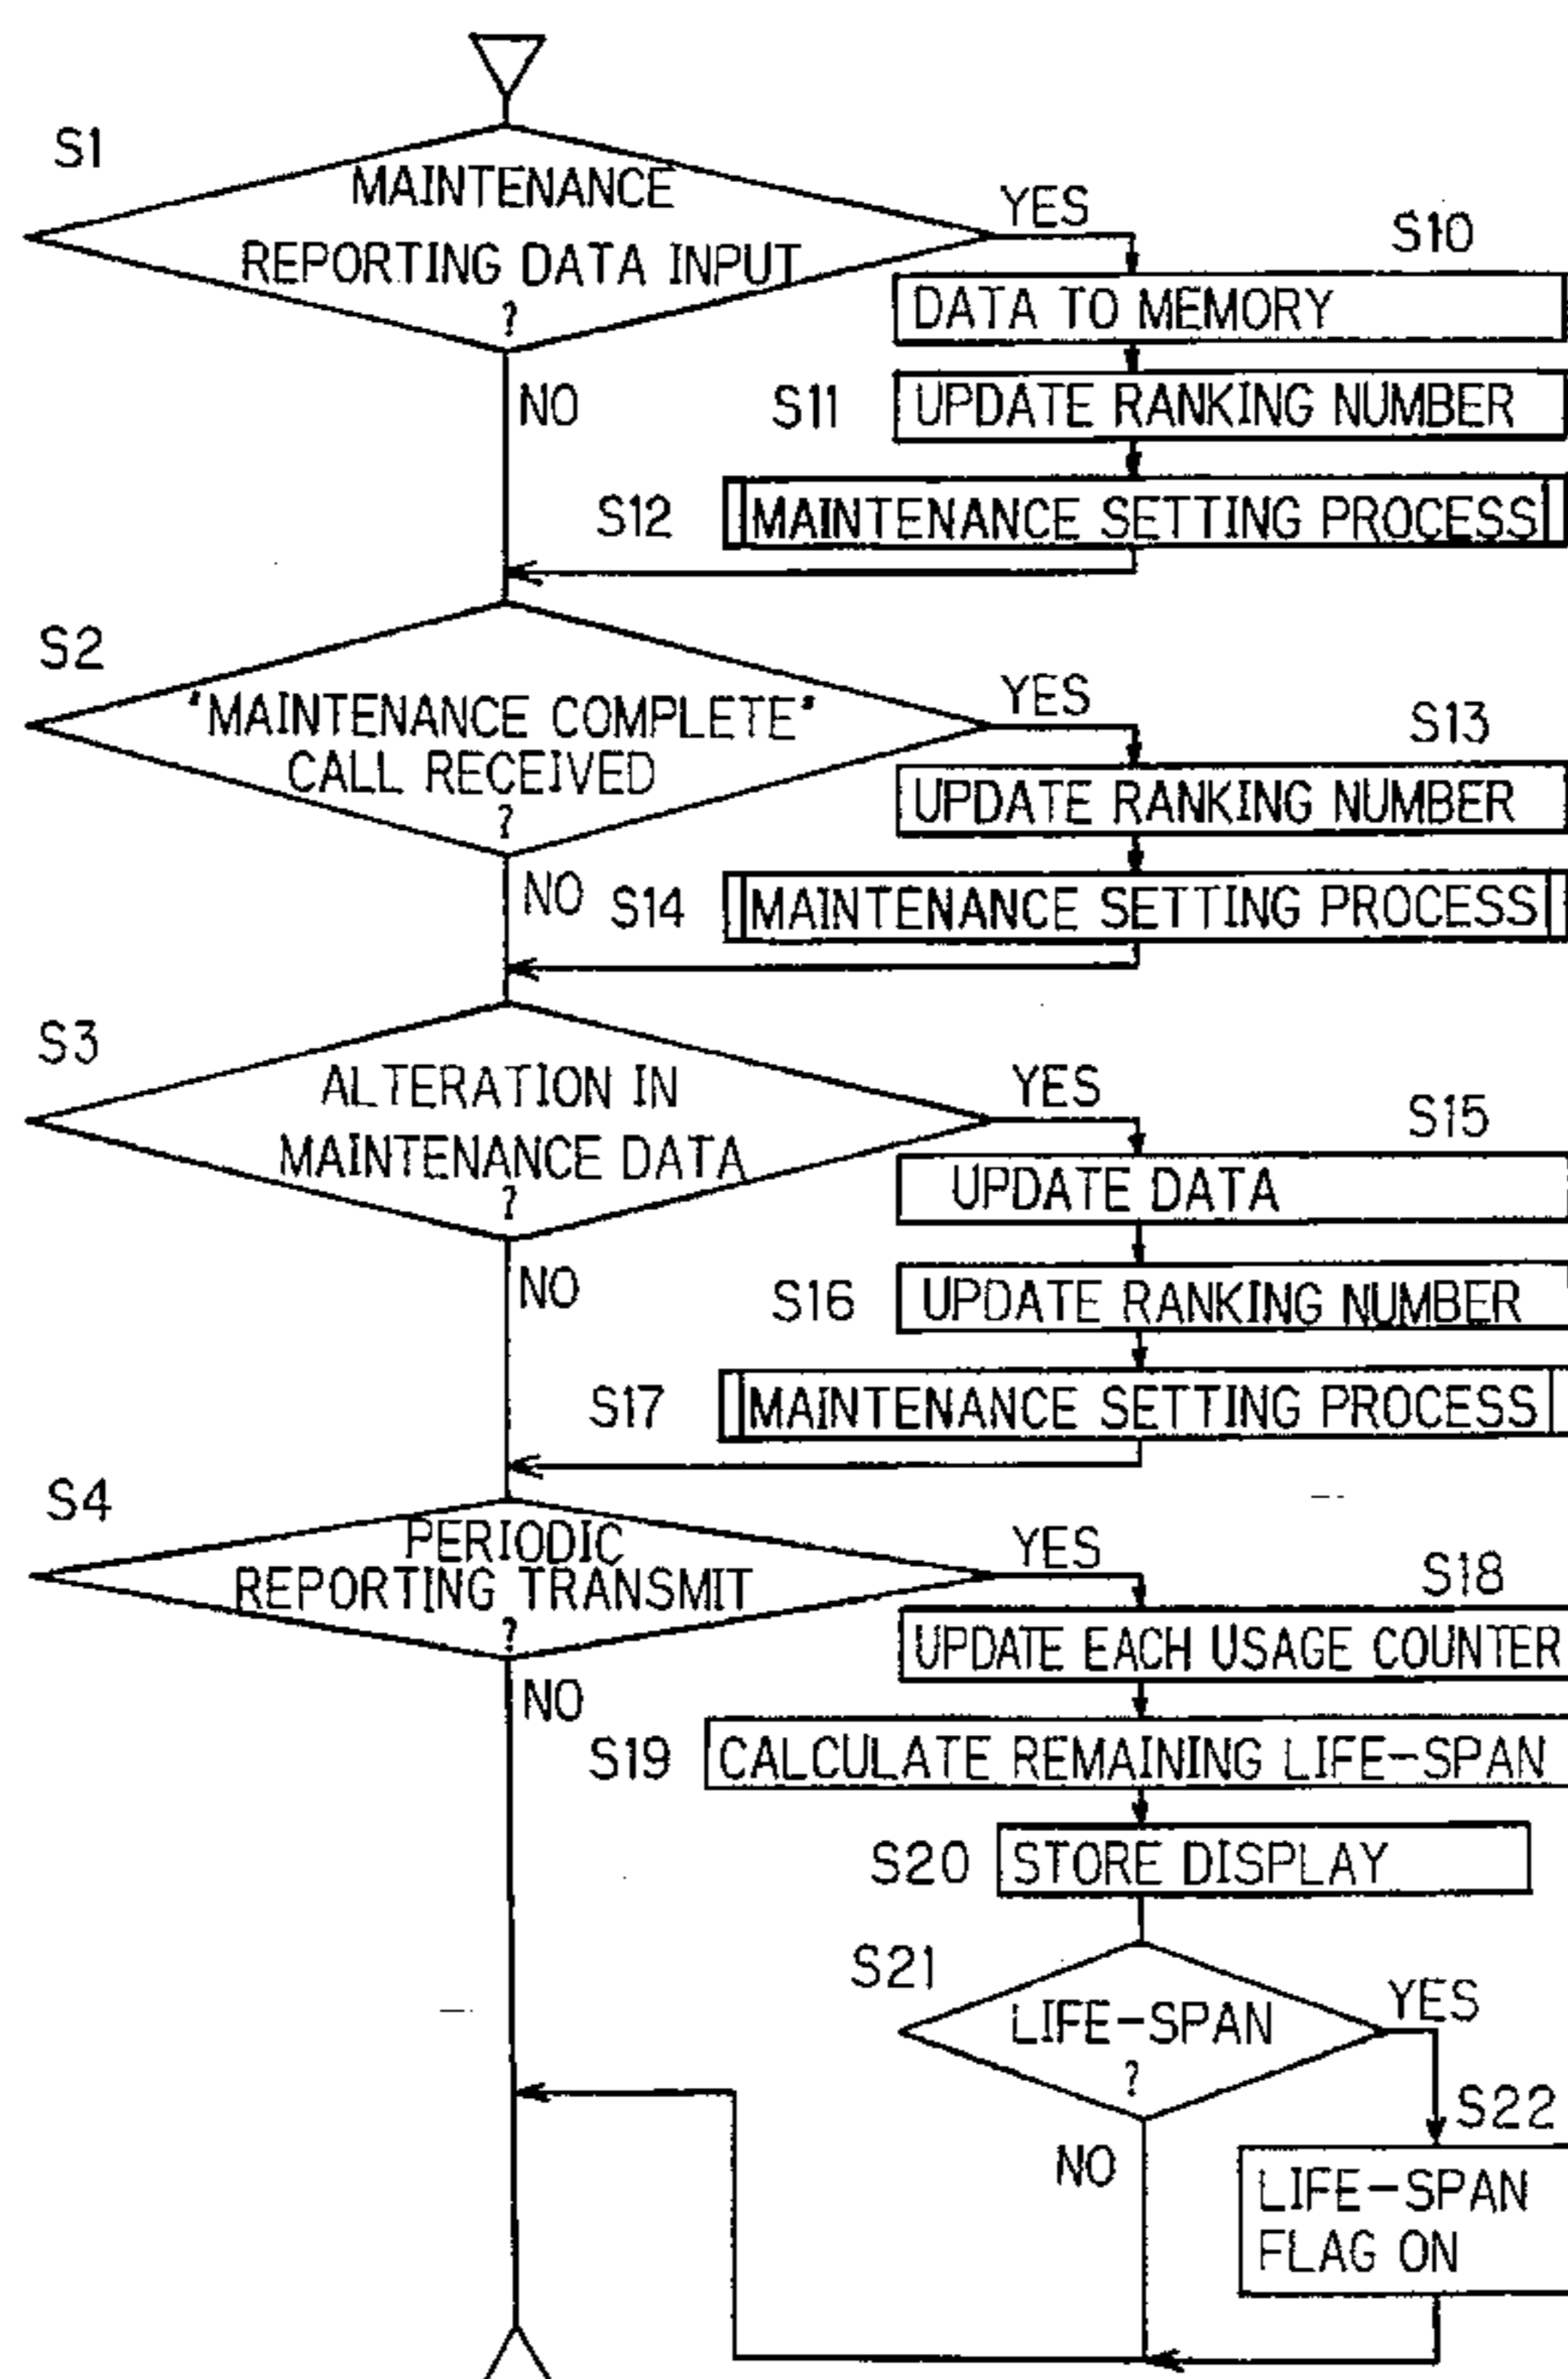 S1
MAINTENANCE
REPORTING DATA INPUT
?
YES
NO
S10
DATA TO MEMORY
S11
UPDATE RANKING NUMBER
S12
MAINTENANCE SETTING PROCESS
S2
"MAINTENANCE COMPLETE"
CALL RECEIVED
?
YES
NO
S13
UPDATE RANKING NUMBER
S14
MAINTENANCE SETTING PROCESS
S3
ALTERATION IN
MAINTENANCE DATA
?
YES
NO
S15
UPDATE DATA
S16
UPDATE RANKING NUMBER
S17
MAINTENANCE SETTING PROCESS
S4
PERIODIC
REPORTING TRANSMIT
?
YES
NO
S18
UPDATE EACH USAGE COUNTER
S19
CALCULATE REMAINING LIFE-SPAN
S20
STORE DISPLAY
S21
LIFE-SPAN
?
YES
NO
S22
LIFE-SPAN
FLAG ON